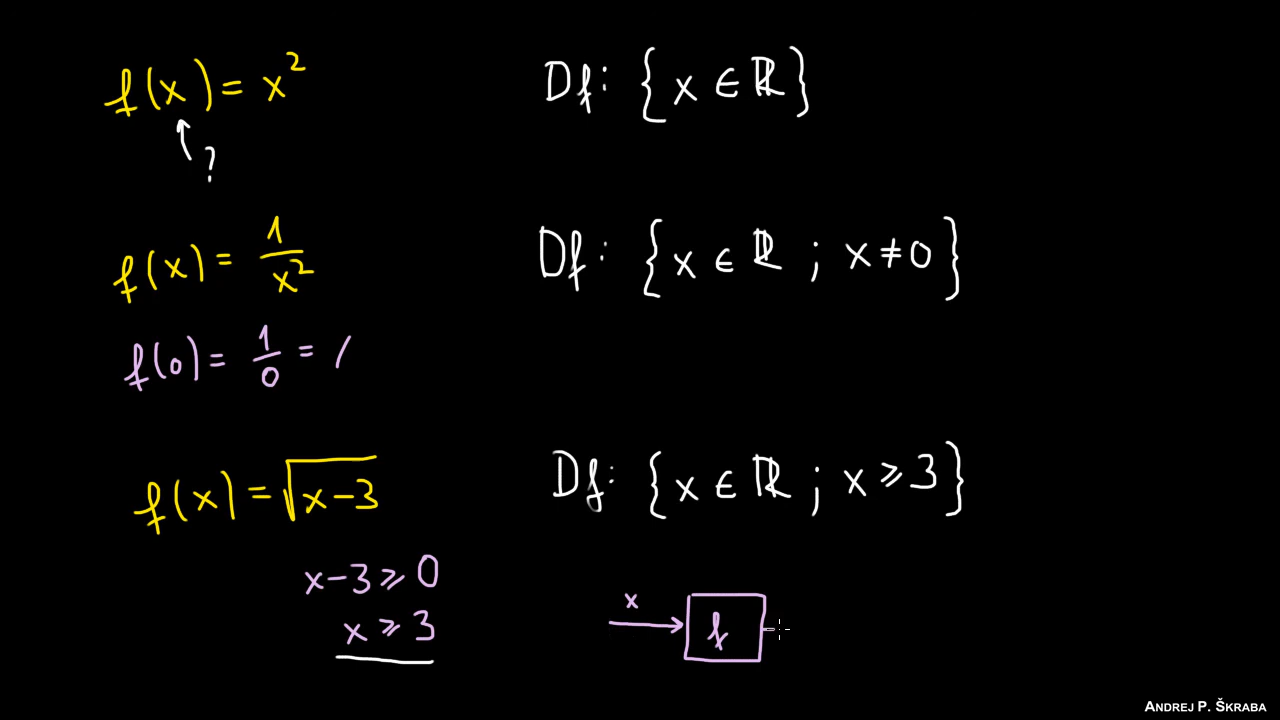 f(x) = x² Df: {x ∈ ℝ}
?
f(x) = 1/x² Df: {x ∈ ℝ ; x ≠ 0}
f(0) = 1/0 = /
f(x) = √(x-3) Df: {x ∈ ℝ ; x ≥ 3}
x-3 ≥ 0
x ≥ 3
x
f
ANDREJ P. ŠKRABA